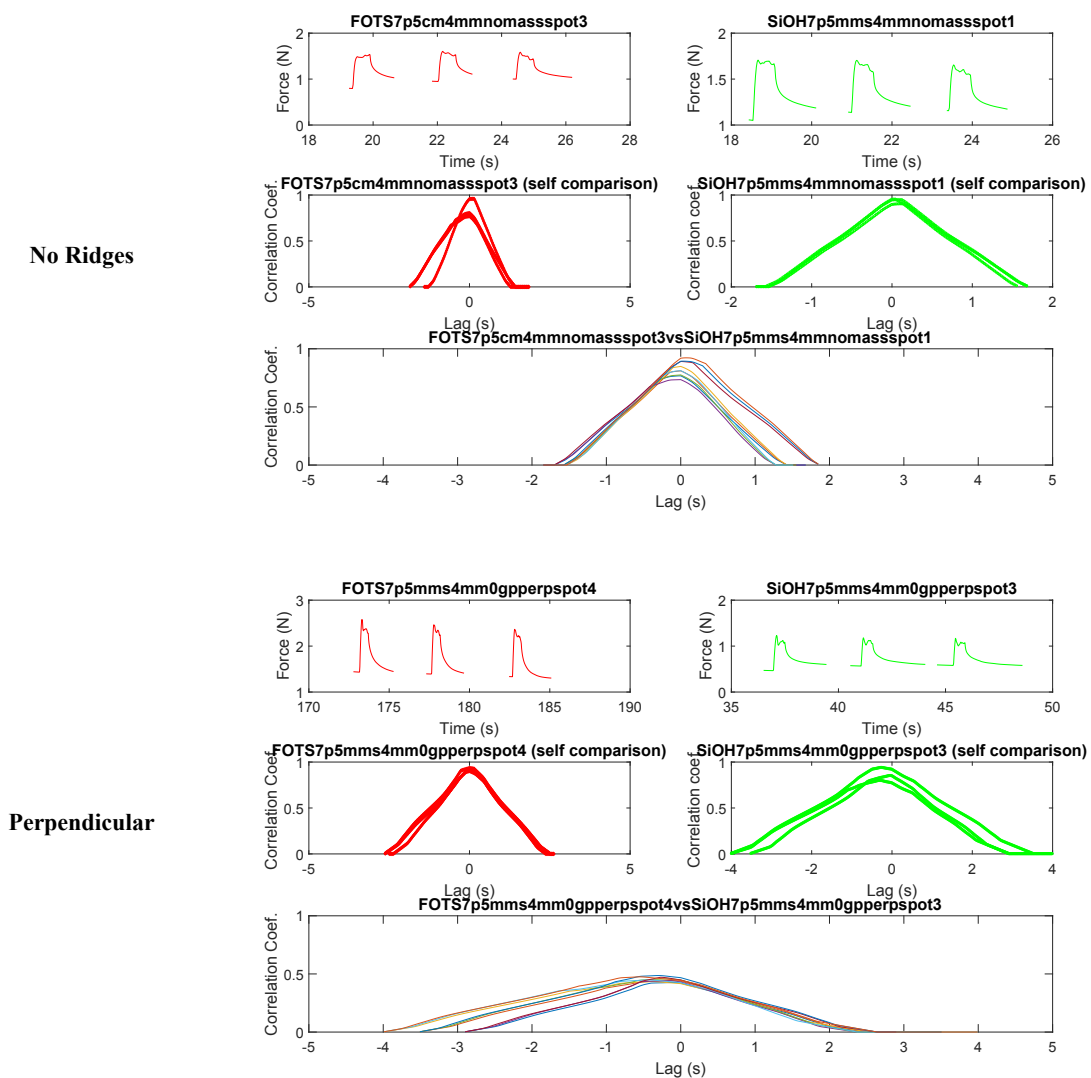 FOTS7p5cm4mmnomassspot3
SiOH7p5mms4mmnomassspot1
Force (N)
2
1
0
18 20 22 24 26 28
Time (s)
Force (N)
2
1.5
1
18 20 22 24 26
Time (s)
No Ridges
FOTS7p5cm4mmnomassspot3 (self comparison)
SiOH7p5mms4mmnomassspot1 (self comparison)
Correlation Coef.
1
0.5
0
-5 0 5
Lag (s)
Correlation coef.
1
0.5
0
-2 -1 0 1 2
Lag (s)
FOTS7p5cm4mmnomassspot3vsSiOH7p5mms4mmnomassspot1
Correlation Coef.
1
0.5
0
-5 -4 -3 -2 -1 0 1 2 3 4 5
Lag (s)
FOTS7p5mms4mm0gpperpspot4
SiOH7p5mms4mm0gpperpspot3
Force (N)
3
2
1
170 175 180 185 190
Time (s)
Force (N)
2
1
0
35 40 45 50
Time (s)
Perpendicular
FOTS7p5mms4mm0gpperpspot4 (self comparison)
SiOH7p5mms4mm0gpperpspot3 (self comparison)
Correlation Coef.
1
0.5
0
-5 0 5
Lag (s)
Correlation coef.
1
0.5
0
-4 -2 0 2 4
Lag (s)
FOTS7p5mms4mm0gpperpspot4vsSiOH7p5mms4mm0gpperpspot3
Correlation Coef.
1
0.5
0
-5 -4 -3 -2 -1 0 1 2 3 4 5
Lag (s)